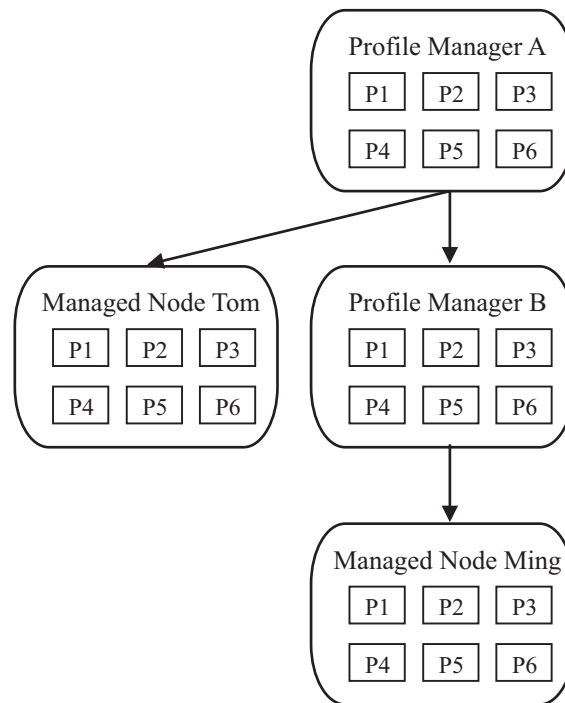 Profile Manager A
P1 P2 P3
P4 P5 P6
Managed Node Tom
P1 P2 P3
P4 P5 P6
Profile Manager B
P1 P2 P3
P4 P5 P6
Managed Node Ming
P1 P2 P3
P4 P5 P6